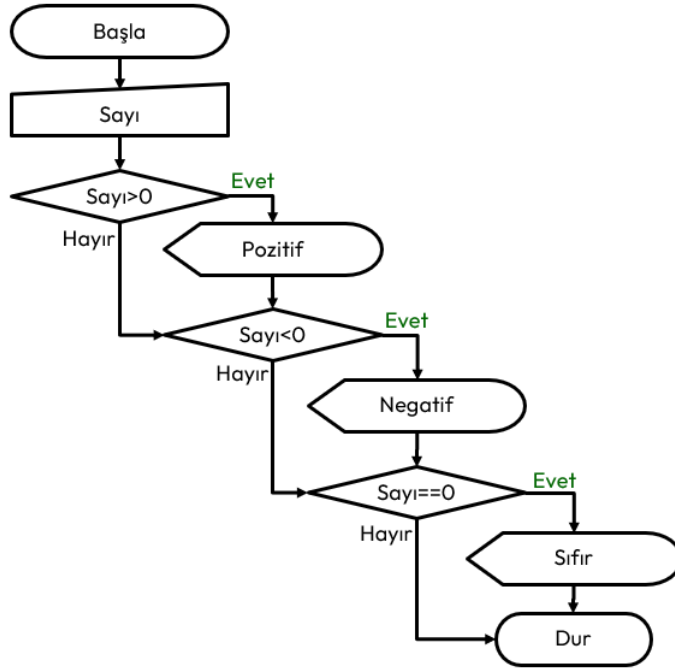 Başla
Sayı
Sayı>0
Evet
Hayır
Pozitif
Sayı<0
Evet
Hayır
Negatif
Sayı==0
Evet
Hayır
Sıfır
Dur